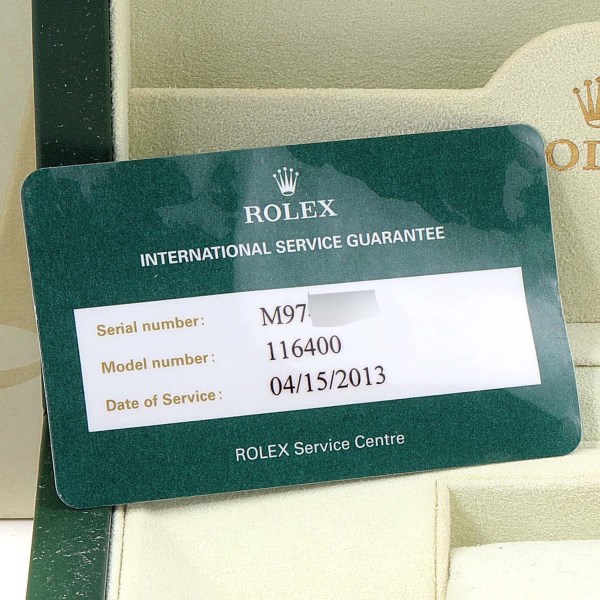 ROLEX
INTERNATIONAL SERVICE GUARANTEE
Serial number: M97
Model number: 116400
Date of Service: 04/15/2013
ROLEX Service Centre